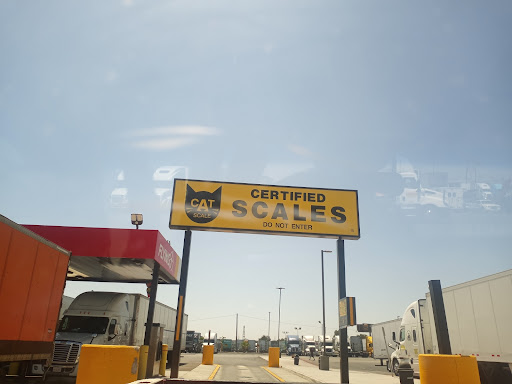 CAT
SCALE
CERTIFIED
SCALES
DO NOT ENTER